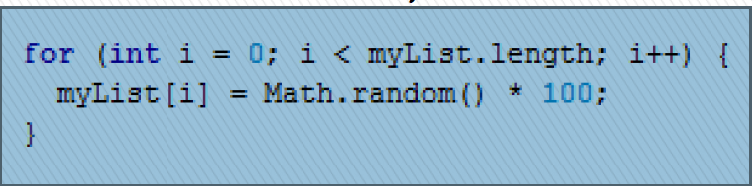 for (int i = 0; i < myList.length; i++) {
  myList[i] = Math.random() * 100;
}